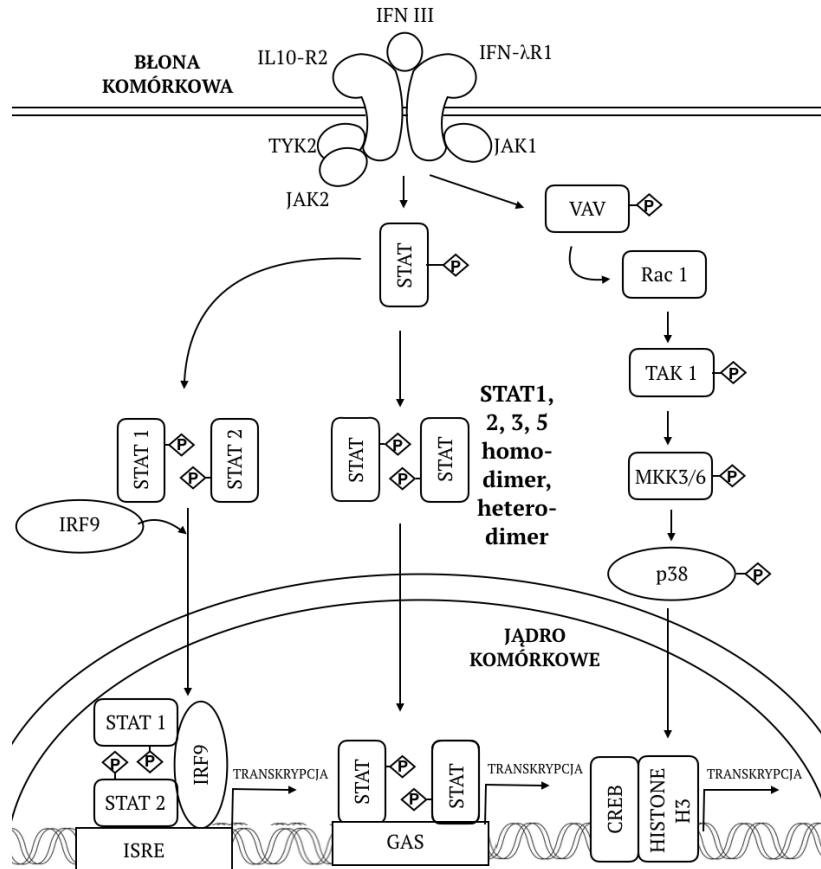 IFN III
IL10-R2
IFN-λR1
BŁONA
KOMÓRKOWA
TYK2
JAK1
JAK2
VAV
P
STAT
P
Rac 1
TAK 1
P
STAT1,
2, 3, 5
homo-
dimer,
hetero-
dimer
STAT 1
P
P
STAT 2
STAT
P
P
STAT
MKK3/6
P
IRF9
p38
P
JĄDRO
KOMÓRKOWE
STAT 1
P
P
STAT 2
IRF9
TRANSKRYPCJA
STAT
P
P
STAT
TRANSKRYPCJA
CREB
HISTONE
H3
TRANSKRYPCJA
ISRE
GAS